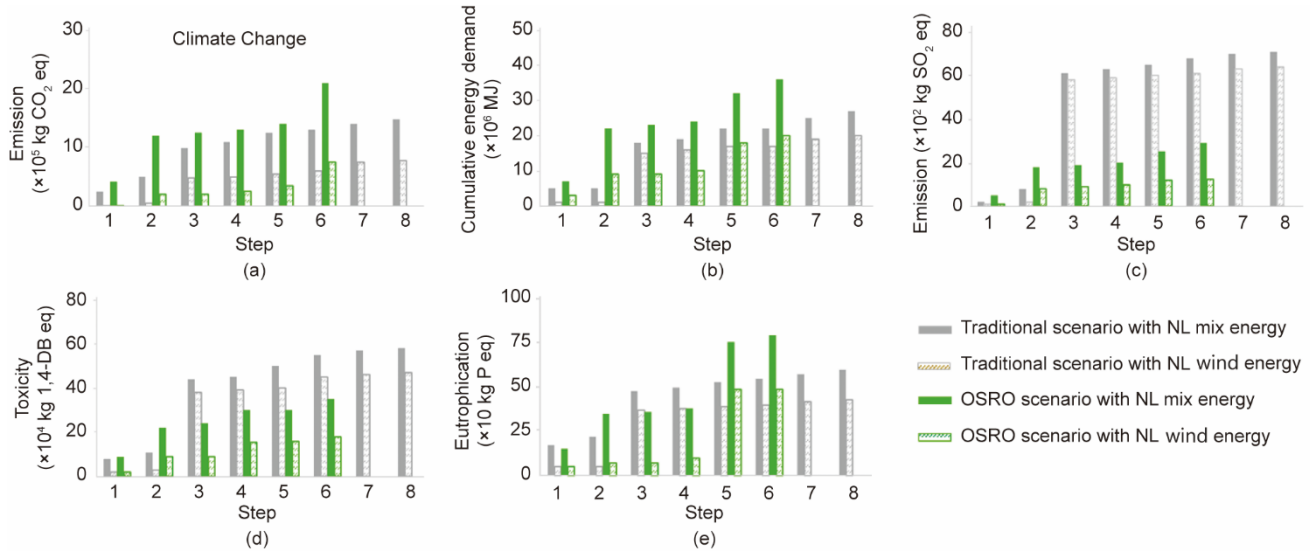 Climate Change
Emission
(×10⁵ kg CO₂ eq)
30
20
10
0
1 2 3 4 5 6 7 8
Step
(a)
Cumulative energy demand
(×10⁶ MJ)
50
40
30
20
10
0
1 2 3 4 5 6 7 8
Step
(b)
Emission (×10² kg SO₂ eq)
80
60
40
20
0
1 2 3 4 5 6 7 8
Step
(c)
Toxicity
(×10⁴ kg 1,4-DB eq)
80
60
40
20
0
1 2 3 4 5 6 7 8
Step
(d)
Eutrophication
(×10 kg P eq)
100
75
50
25
0
1 2 3 4 5 6 7 8
Step
(e)
Traditional scenario with NL mix energy
Traditional scenario with NL wind energy
OSRO scenario with NL mix energy
OSRO scenario with NL wind energy